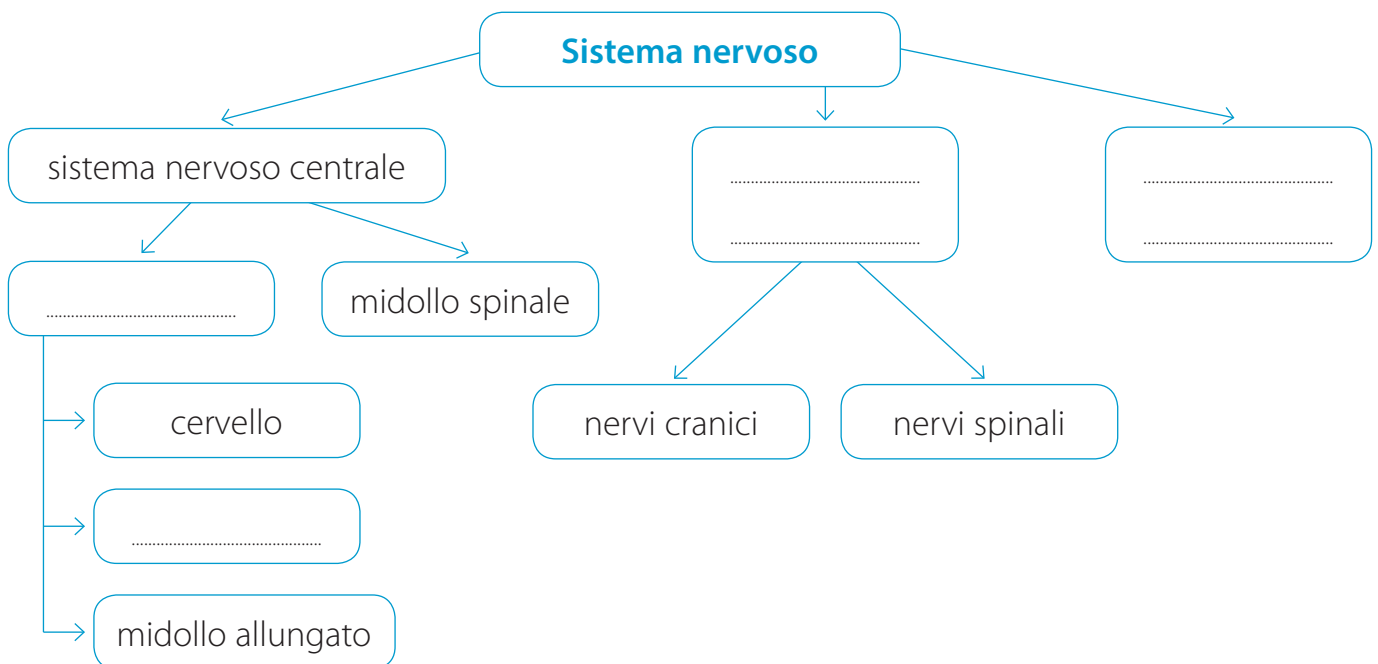 Sistema nervoso
sistema nervoso centrale
midollo spinale
cervello
nervi cranici
nervi spinali
midollo allungato